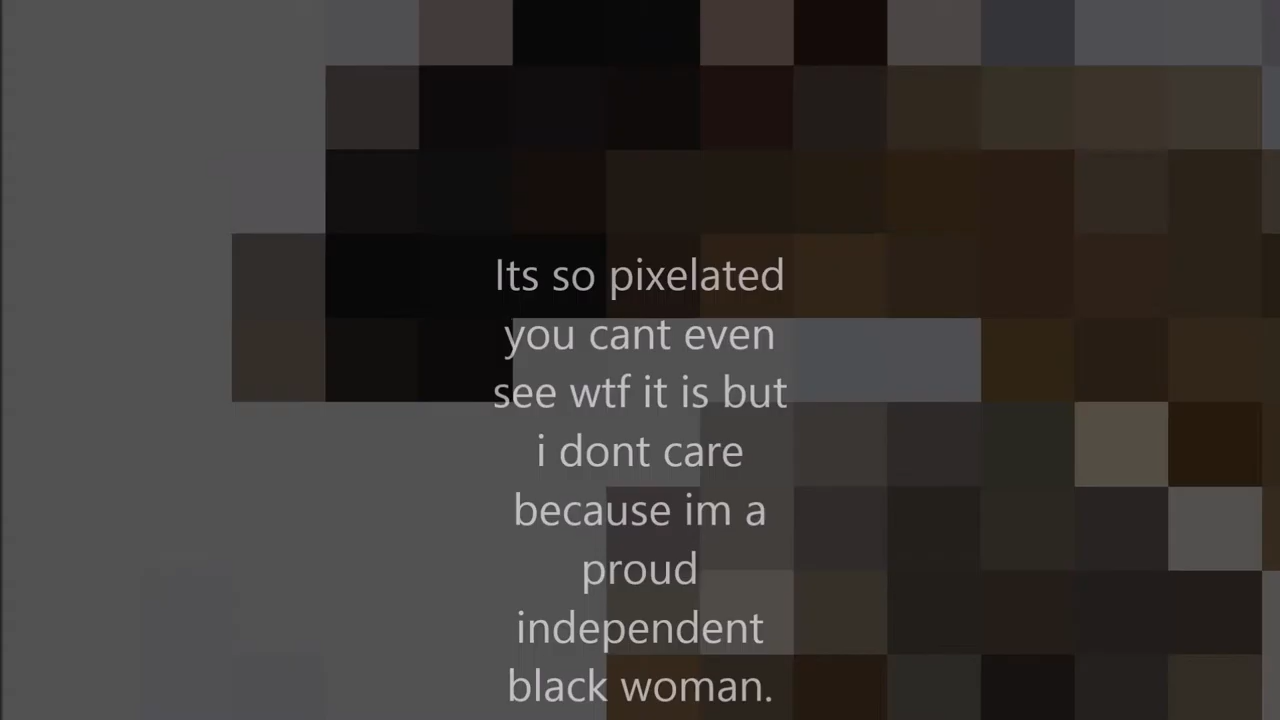 Its so pixelated
you cant even
see wtf it is but
i dont care
because im a
proud
independent
black woman.